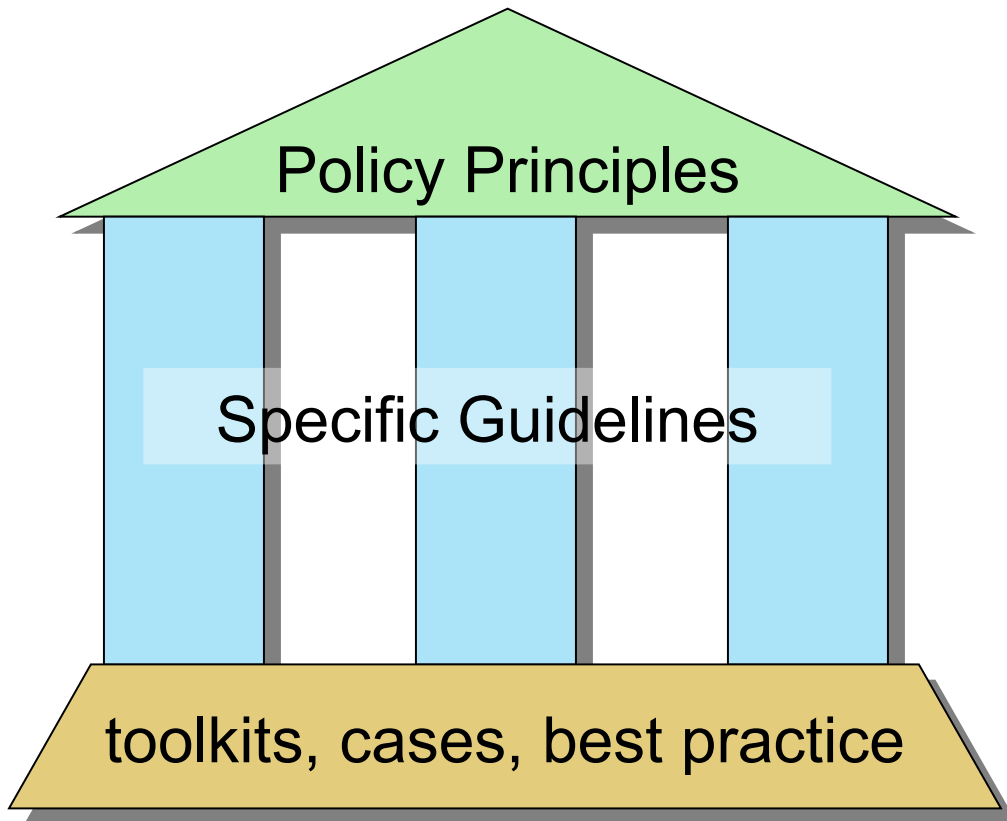 Policy Principles
Specific Guidelines
toolkits, cases, best practice